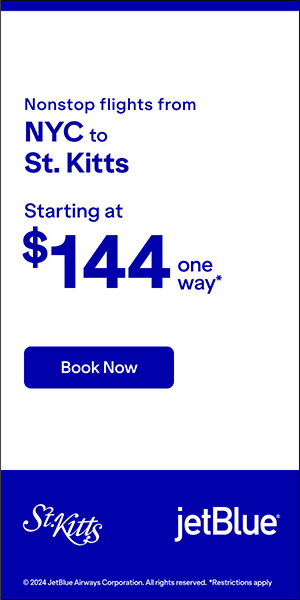 Nonstop flights from
NYC to
St. Kitts
Starting at
$144 one way*
Book Now
St. Kitts
jetBlue®
© 2024 JetBlue Airways Corporation. All rights reserved. *Restrictions apply